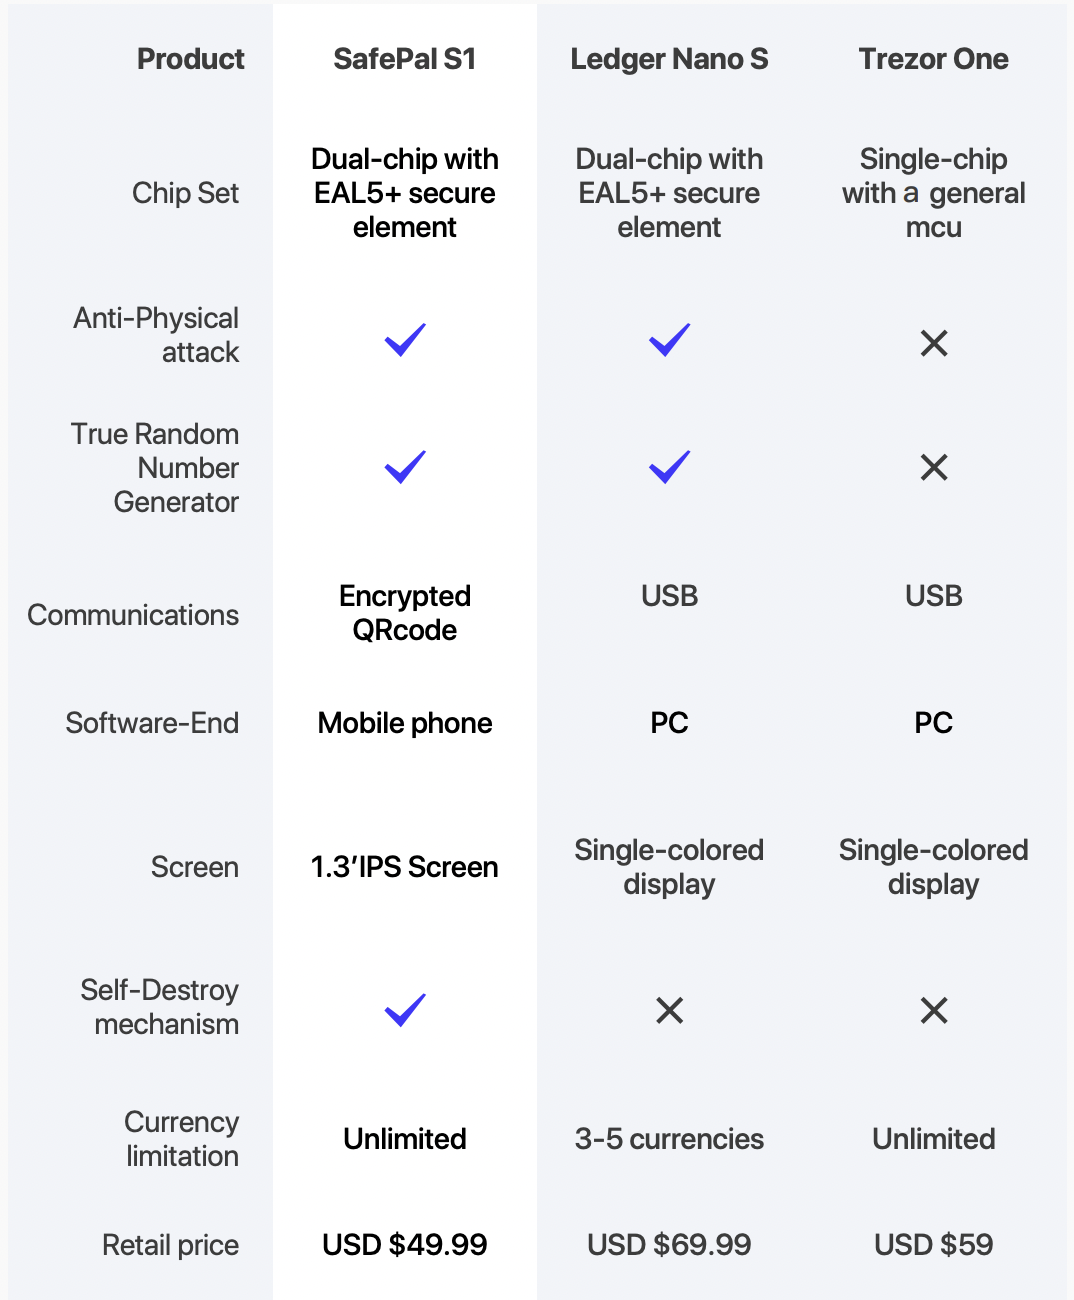 Product SafePal S1 Ledger Nano S Trezor One
Chip Set
Dual-chip with
EAL5+ secure
element
Dual-chip with
EAL5+ secure
element
Single-chip
with a general
mcu
Anti-Physical
attack
True Random
Number
Generator
Communications
Encrypted
QRcode
USB
USB
Software-End Mobile phone PC PC
Screen
1.3'IPS Screen
Single-colored
display
Single-colored
display
Self-Destroy
mechanism
Currency
limitation
Unlimited
3-5 currencies
Unlimited
Retail price USD $49.99 USD $69.99 USD $59